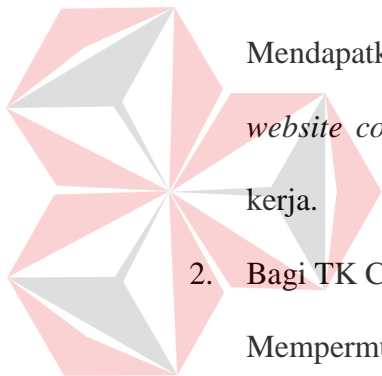 Mendapatk
website co
kerja.
2. Bagi TK C
Mempermu